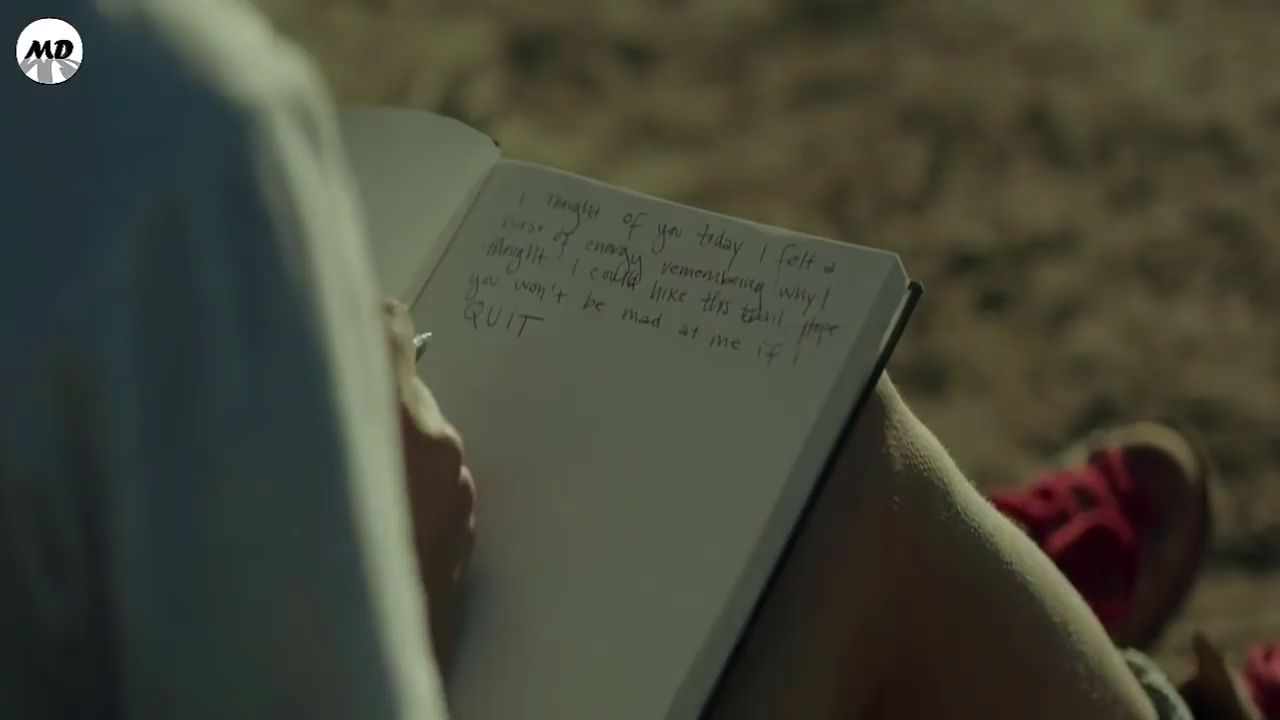 MD
I thought of you today I felt a
burst of energy remembering why I
thought I could hike this trail Hope
you won't be mad at me if I
QUIT